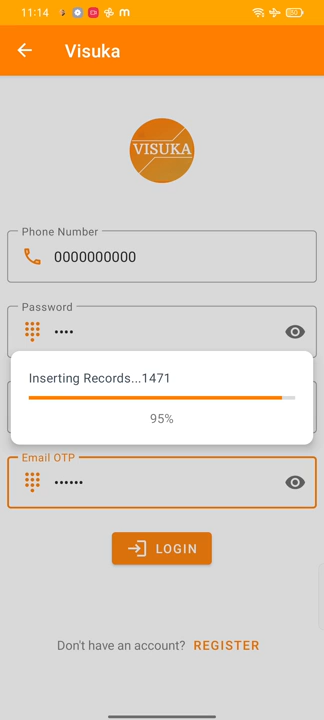 11:14
Visuka
VISUKA
Phone Number
0000000000
Password
••••
Inserting Records...1471
95%
Email OTP
••••••
LOGIN
Don't have an account? REGISTER